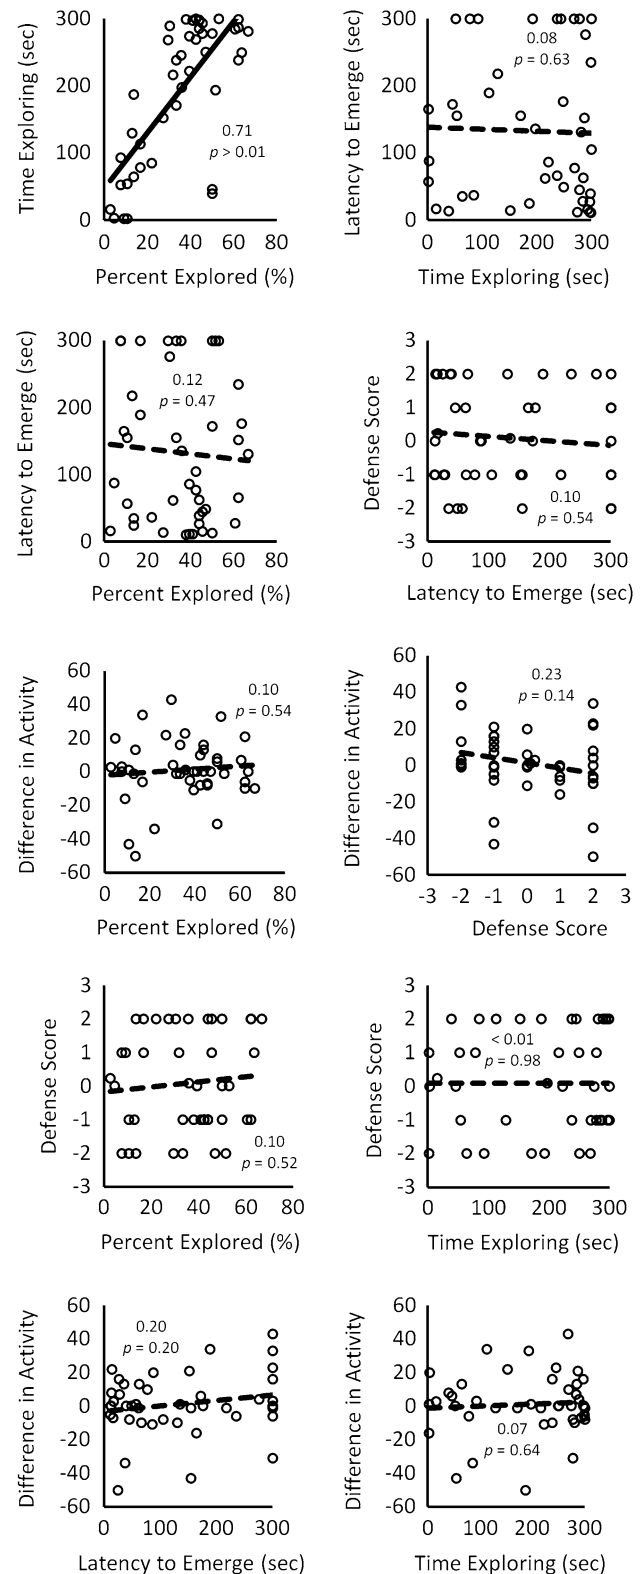 300
200
100
0
0 20 40 60 80
Time Exploring (sec)
Percent Explored (%)
0.71
p > 0.01
300
200
100
0
0 100 200 300
Latency to Emerge (sec)
Time Exploring (sec)
0.08
p = 0.63
300
200
100
0
0 20 40 60 80
Latency to Emerge (sec)
Percent Explored (%)
0.12
p = 0.47
3
2
1
0
-1
-2
-3
0 100 200 300
Defense Score
Latency to Emerge (sec)
0.10
p = 0.54
60
40
20
0
-20
-40
-60
0 20 40 60 80
Difference in Activity
Percent Explored (%)
0.10
p = 0.54
60
40
20
0
-20
-40
-60
-3 -2 -1 0 1 2 3
Difference in Activity
Defense Score
0.23
p = 0.14
3
2
1
0
-1
-2
-3
0 20 40 60 80
Defense Score
Percent Explored (%)
0.10
p = 0.52
3
2
1
0
-1
-2
-3
0 100 200 300
Defense Score
Time Exploring (sec)
< 0.01
p = 0.98
60
40
20
0
-20
-40
-60
0 100 200 300
Difference in Activity
Latency to Emerge (sec)
0.20
p = 0.20
60
40
20
0
-20
-40
-60
0 100 200 300
Difference in Activity
Time Exploring (sec)
0.07
p = 0.64